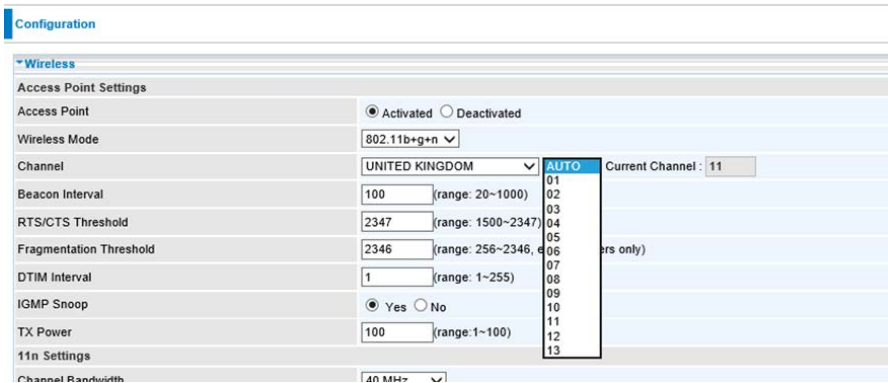 Configuration
Wireless
Access Point Settings
Access Point Activated Deactivated
Wireless Mode 802.11b+g+n
Channel UNITED KINGDOM AUTO Current Channel : 11
01
Beacon Interval 100 (range: 20~1000) 02
03
RTS/CTS Threshold 2347 (range: 1500~2347) 04
05
Fragmentation Threshold 2346 (range: 256~2346, 06 only)
07
DTIM Interval 1 (range: 1~255) 08
09
IGMP Snoop Yes No 10
11
TX Power 100 (range:1~100) 12
13
11n Settings
Channel Bandwidth 40 MHz